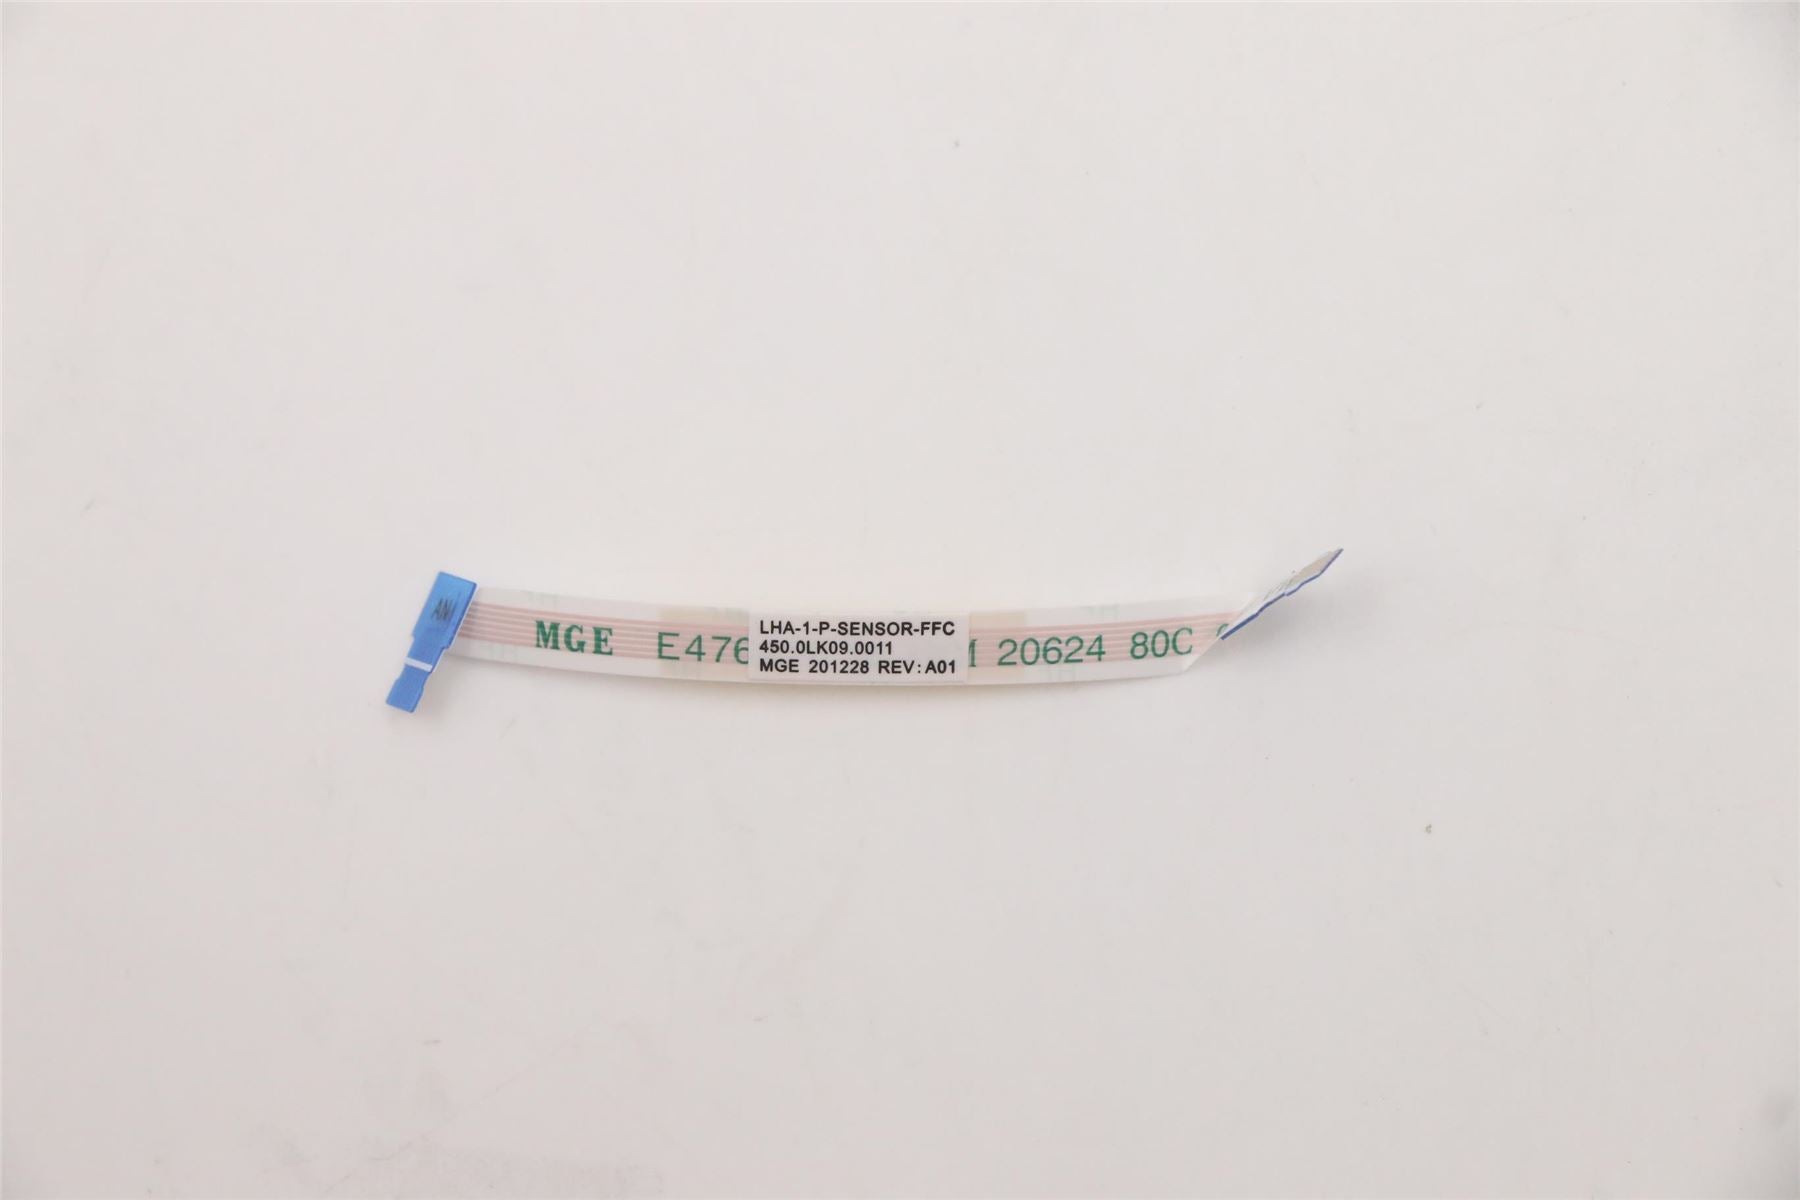 MGE E476 20624 80C
LHA-1-P-SENSOR-FFC
450.0LK09.0011
MGE 201228 REV:A01